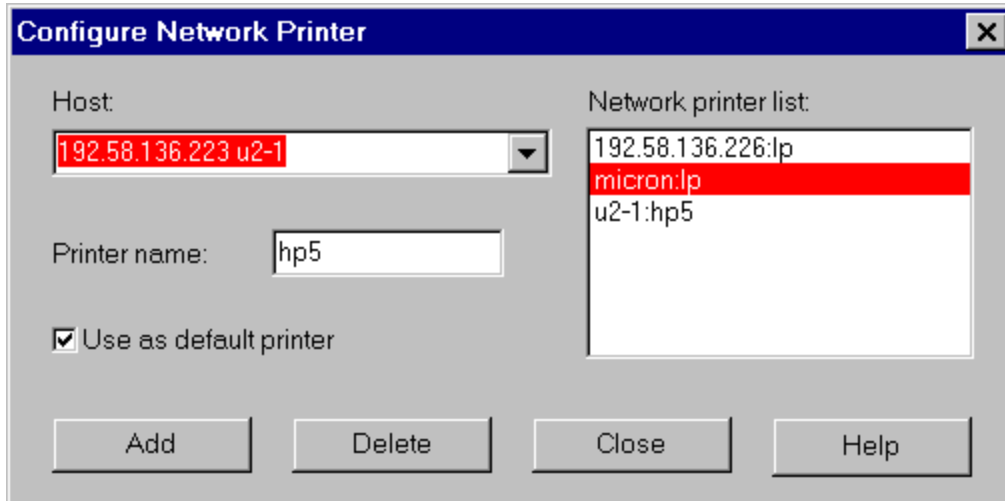 Configure Network Printer
Host:
192.58.136.223 u2-1
Printer name:
hp5
Use as default printer
Network printer list:
192.58.136.226:lp
micron:lp
u2-1:hp5
Add
Delete
Close
Help